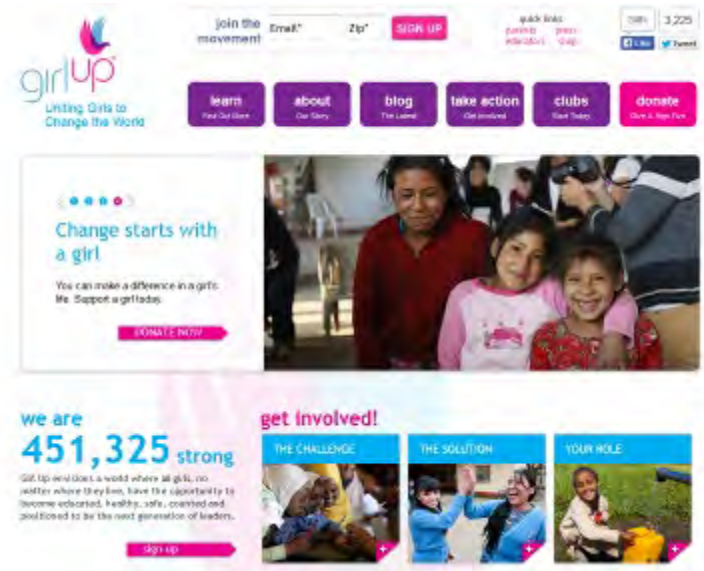 girlup
Uniting Girls to
Change the World
join the
movement
Email*
Zip*
SIGN UP
quick links
parents press
educators shop
3,225
Like
Tweet
learn
Find Out More
about
Our Story
blog
The Latest
take action
Get Involved
clubs
Start Today
donate
Give A High Five
Change starts with
a girl
You can make a difference in a girl's
life. Support a girl today.
DONATE NOW
we are
451,325 strong
Girl Up envisions a world where all girls, no
matter where they live, have the opportunity to
become educated, healthy, safe, counted and
positioned to be the next generation of leaders.
sign up
get involved!
THE CHALLENGE
THE SOLUTION
YOUR ROLE